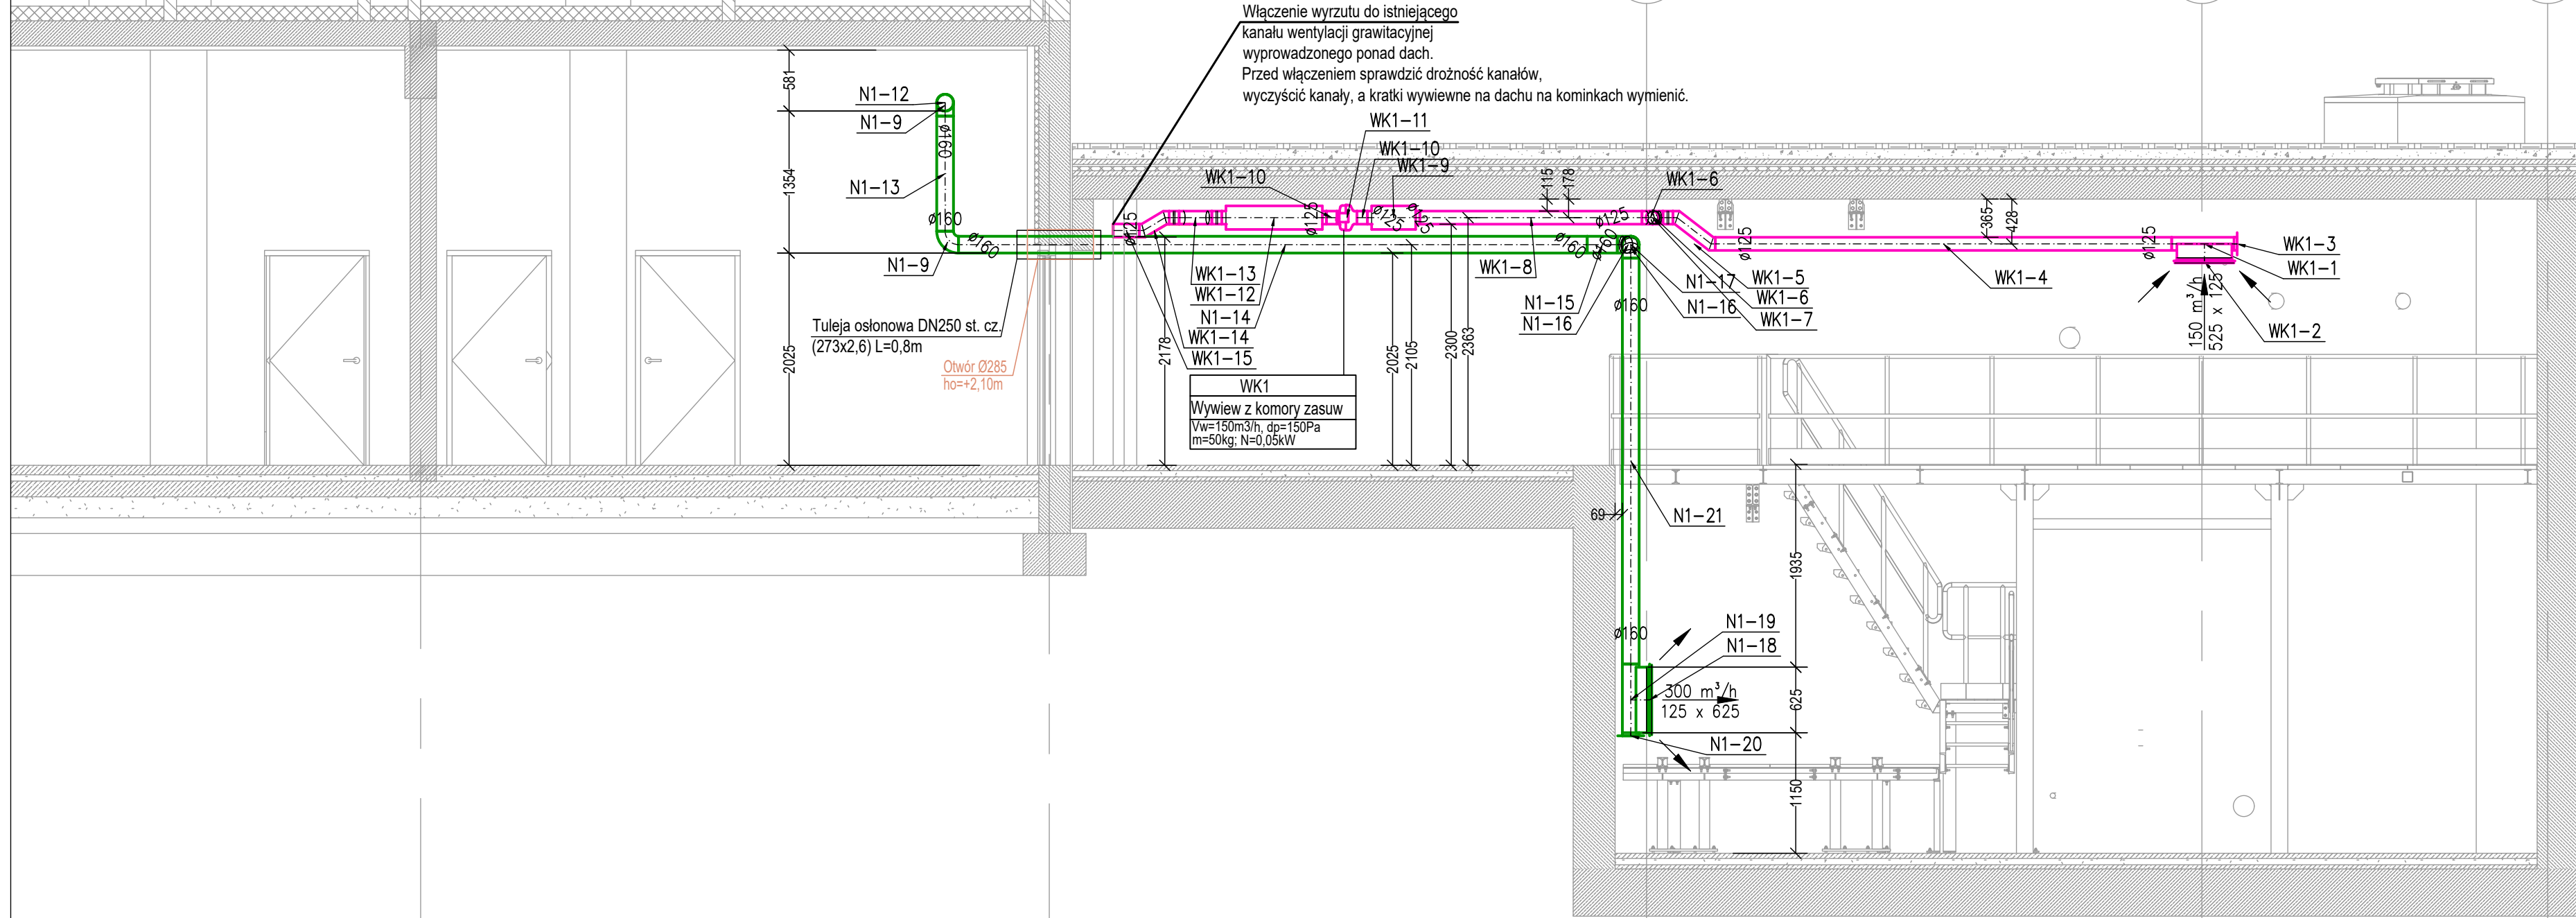 Włączenie wyrzutu do istniejącego
kanału wentylacji grawitacyjnej
wyprowadzonego ponad dach.
Przed włączeniem sprawdzić drożność kanałów,
wyczyścić kanały, a kratki wywiewne na dachu na kominkach wymienić.
581
N1-12
N1-9
ø160
1354
N1-13
ø160
ø160
N1-9
2025
Tuleja osłonowa DN250 st. cz.
(273x2,6) L=0,8m
Otwór Ø285
ho=+2,10m
WK1-11
WK1-10
WK1-9
WK1-10
ø125
ø125
ø125
ø125
115
178
WK1-6
ø125
ø160
ø160
WK1-13
WK1-12
N1-14
WK1-14
WK1-15
2178
WK1-8
N1-15
N1-16
2025
2105
2300
2363
WK1
Wywiew z komory zasuw
Vw=150m3/h, dp=150Pa
m=50kg; N=0,05kW
N1-17
N1-16
WK1-5
WK1-6
WK1-7
ø125
365
428
WK1-4
ø125
WK1-3
WK1-1
WK1-2
150 m³/h
525 x 125
ø160
69
N1-21
1935
ø160
N1-19
N1-18
300 m³/h
125 x 625
625
N1-20
1150